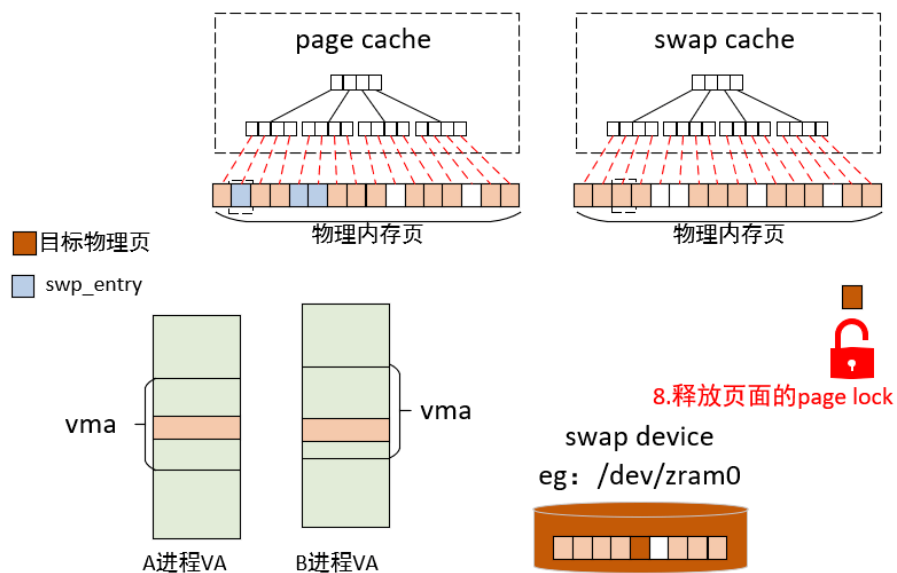 page cache
swap cache
物理内存页
物理内存页
目标物理页
swp_entry
8.释放页面的page lock
vma
vma
swap device
eg：/dev/zram0
A进程VA
B进程VA